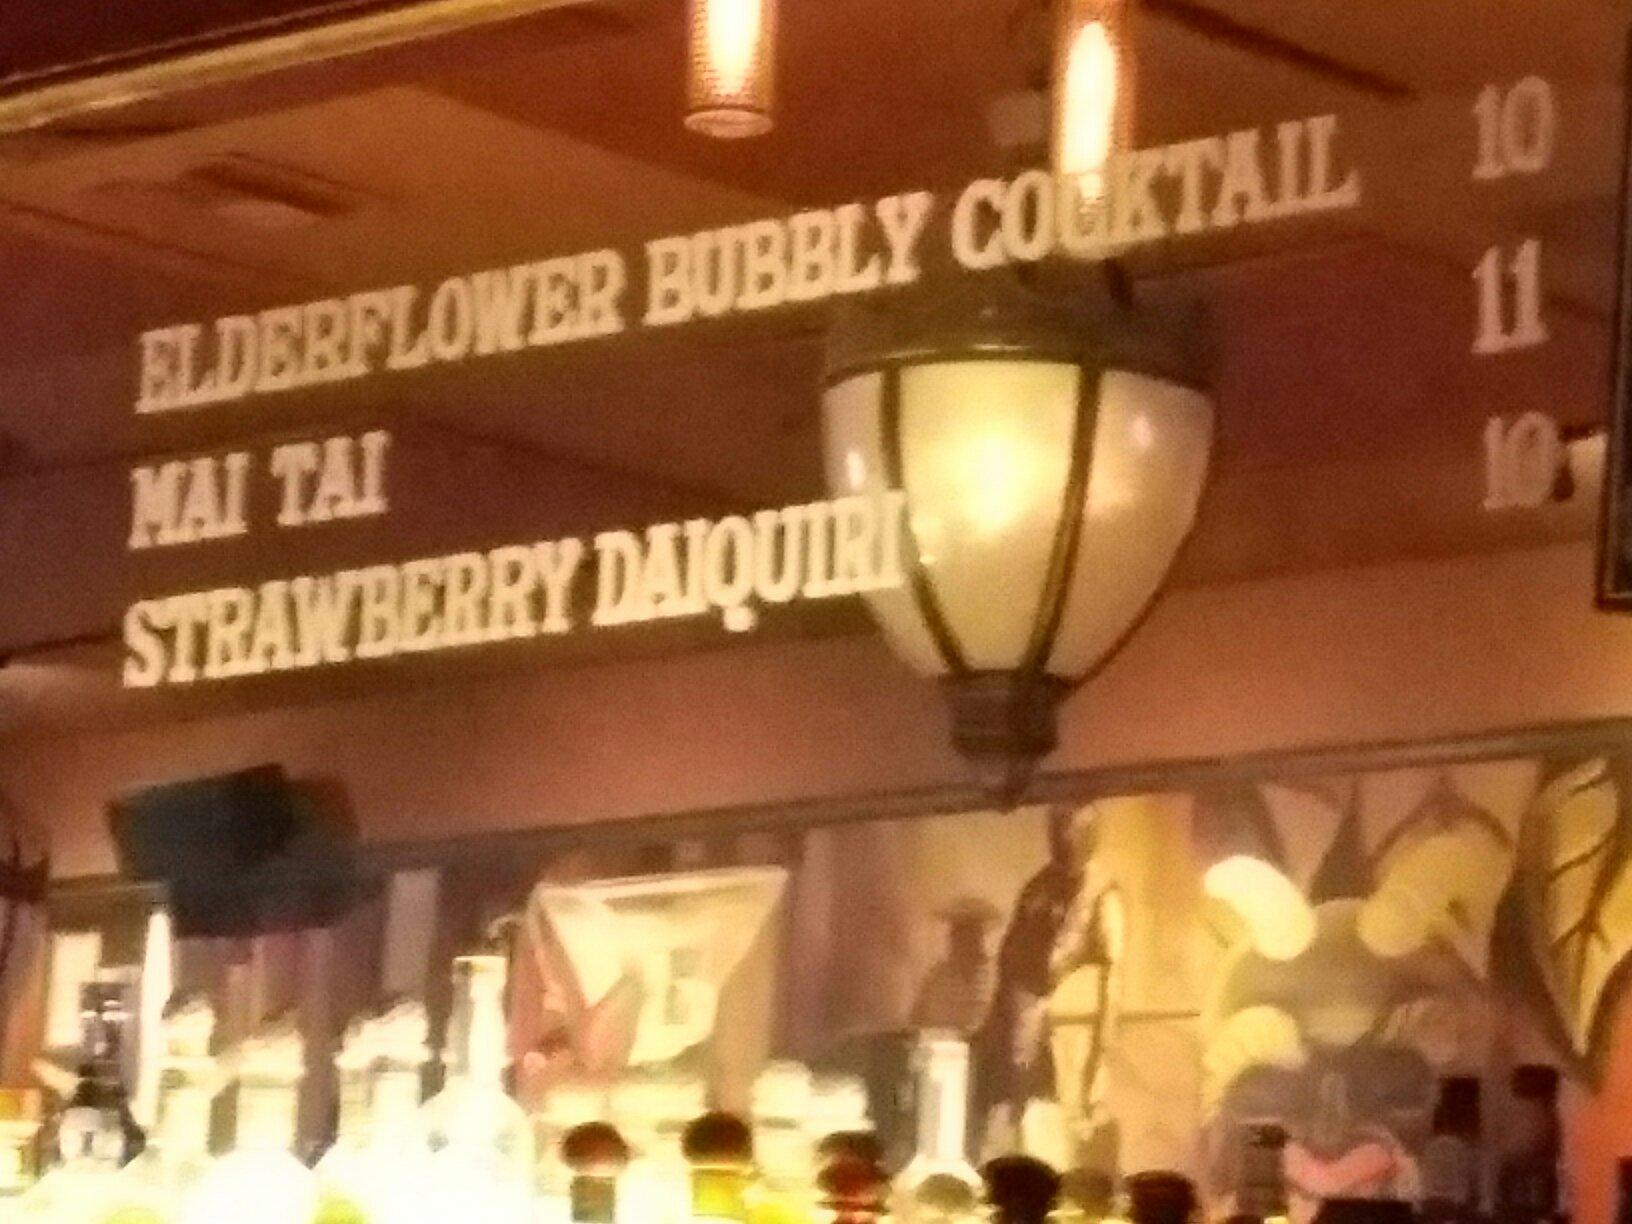 ELDERFLOWER BUBBLY COCKTAIL 10
MAI TAI 11
STRAWBERRY DAIQUIRI 10